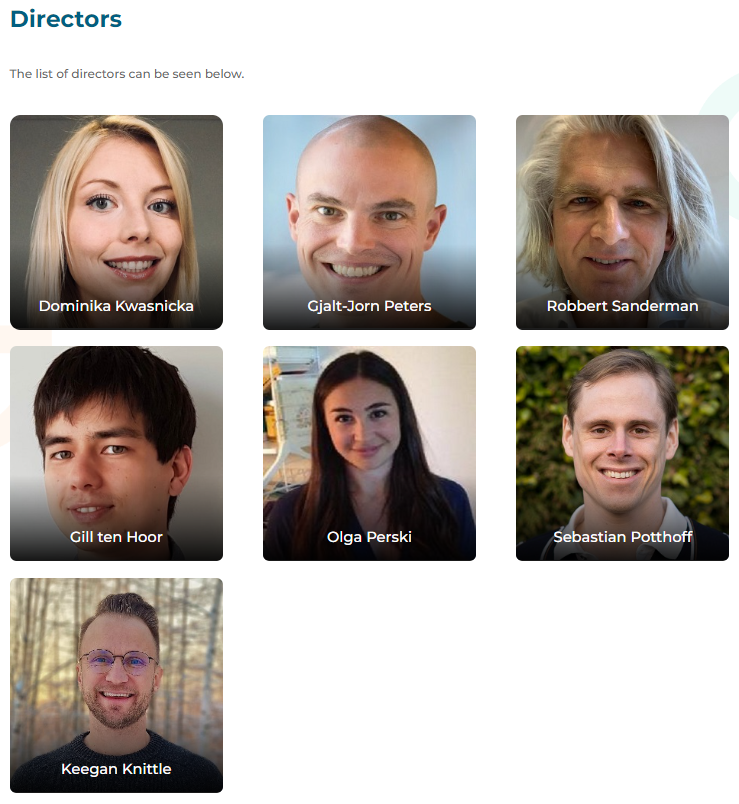 Directors
The list of directors can be seen below.
Dominika Kwasnicka
Gjalt-Jorn Peters
Robbert Sanderman
Gill ten Hoor
Olga Perski
Sebastian Potthoff
Keegan Knittle